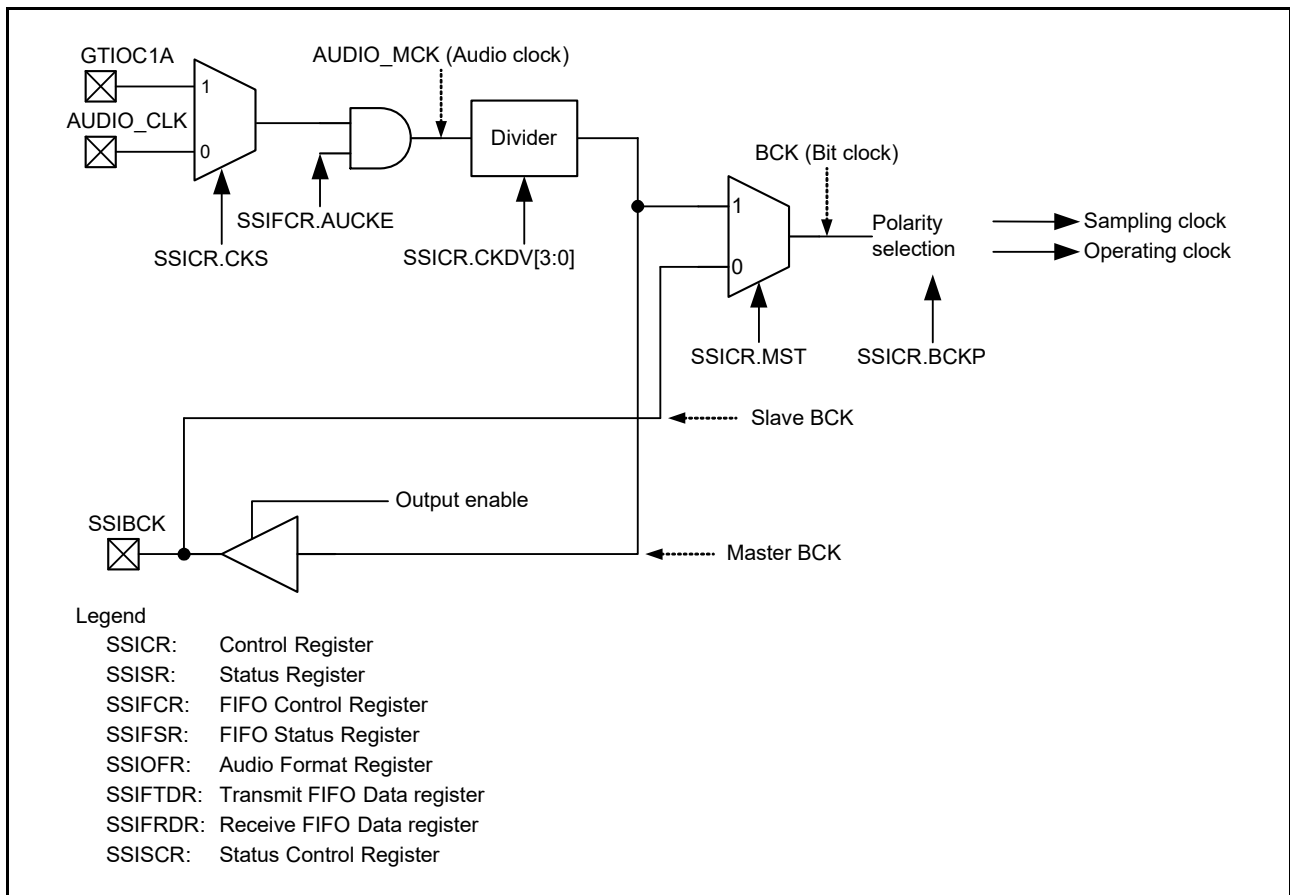 GTIOC1A
AUDIO_MCK (Audio clock)
1
AUDIO_CLK
0
Divider
BCK (Bit clock)
SSIFCR.AUCKE
SSICR.CKS
SSICR.CKDV[3:0]
1
0
Polarity
selection
Sampling clock
Operating clock
SSICR.MST
SSICR.BCKP
Slave BCK
Output enable
SSIBCK
Master BCK
Legend
SSICR: Control Register
SSISR: Status Register
SSIFCR: FIFO Control Register
SSIFSR: FIFO Status Register
SSIOFR: Audio Format Register
SSIFTDR: Transmit FIFO Data register
SSIFRDR: Receive FIFO Data register
SSISCR: Status Control Register